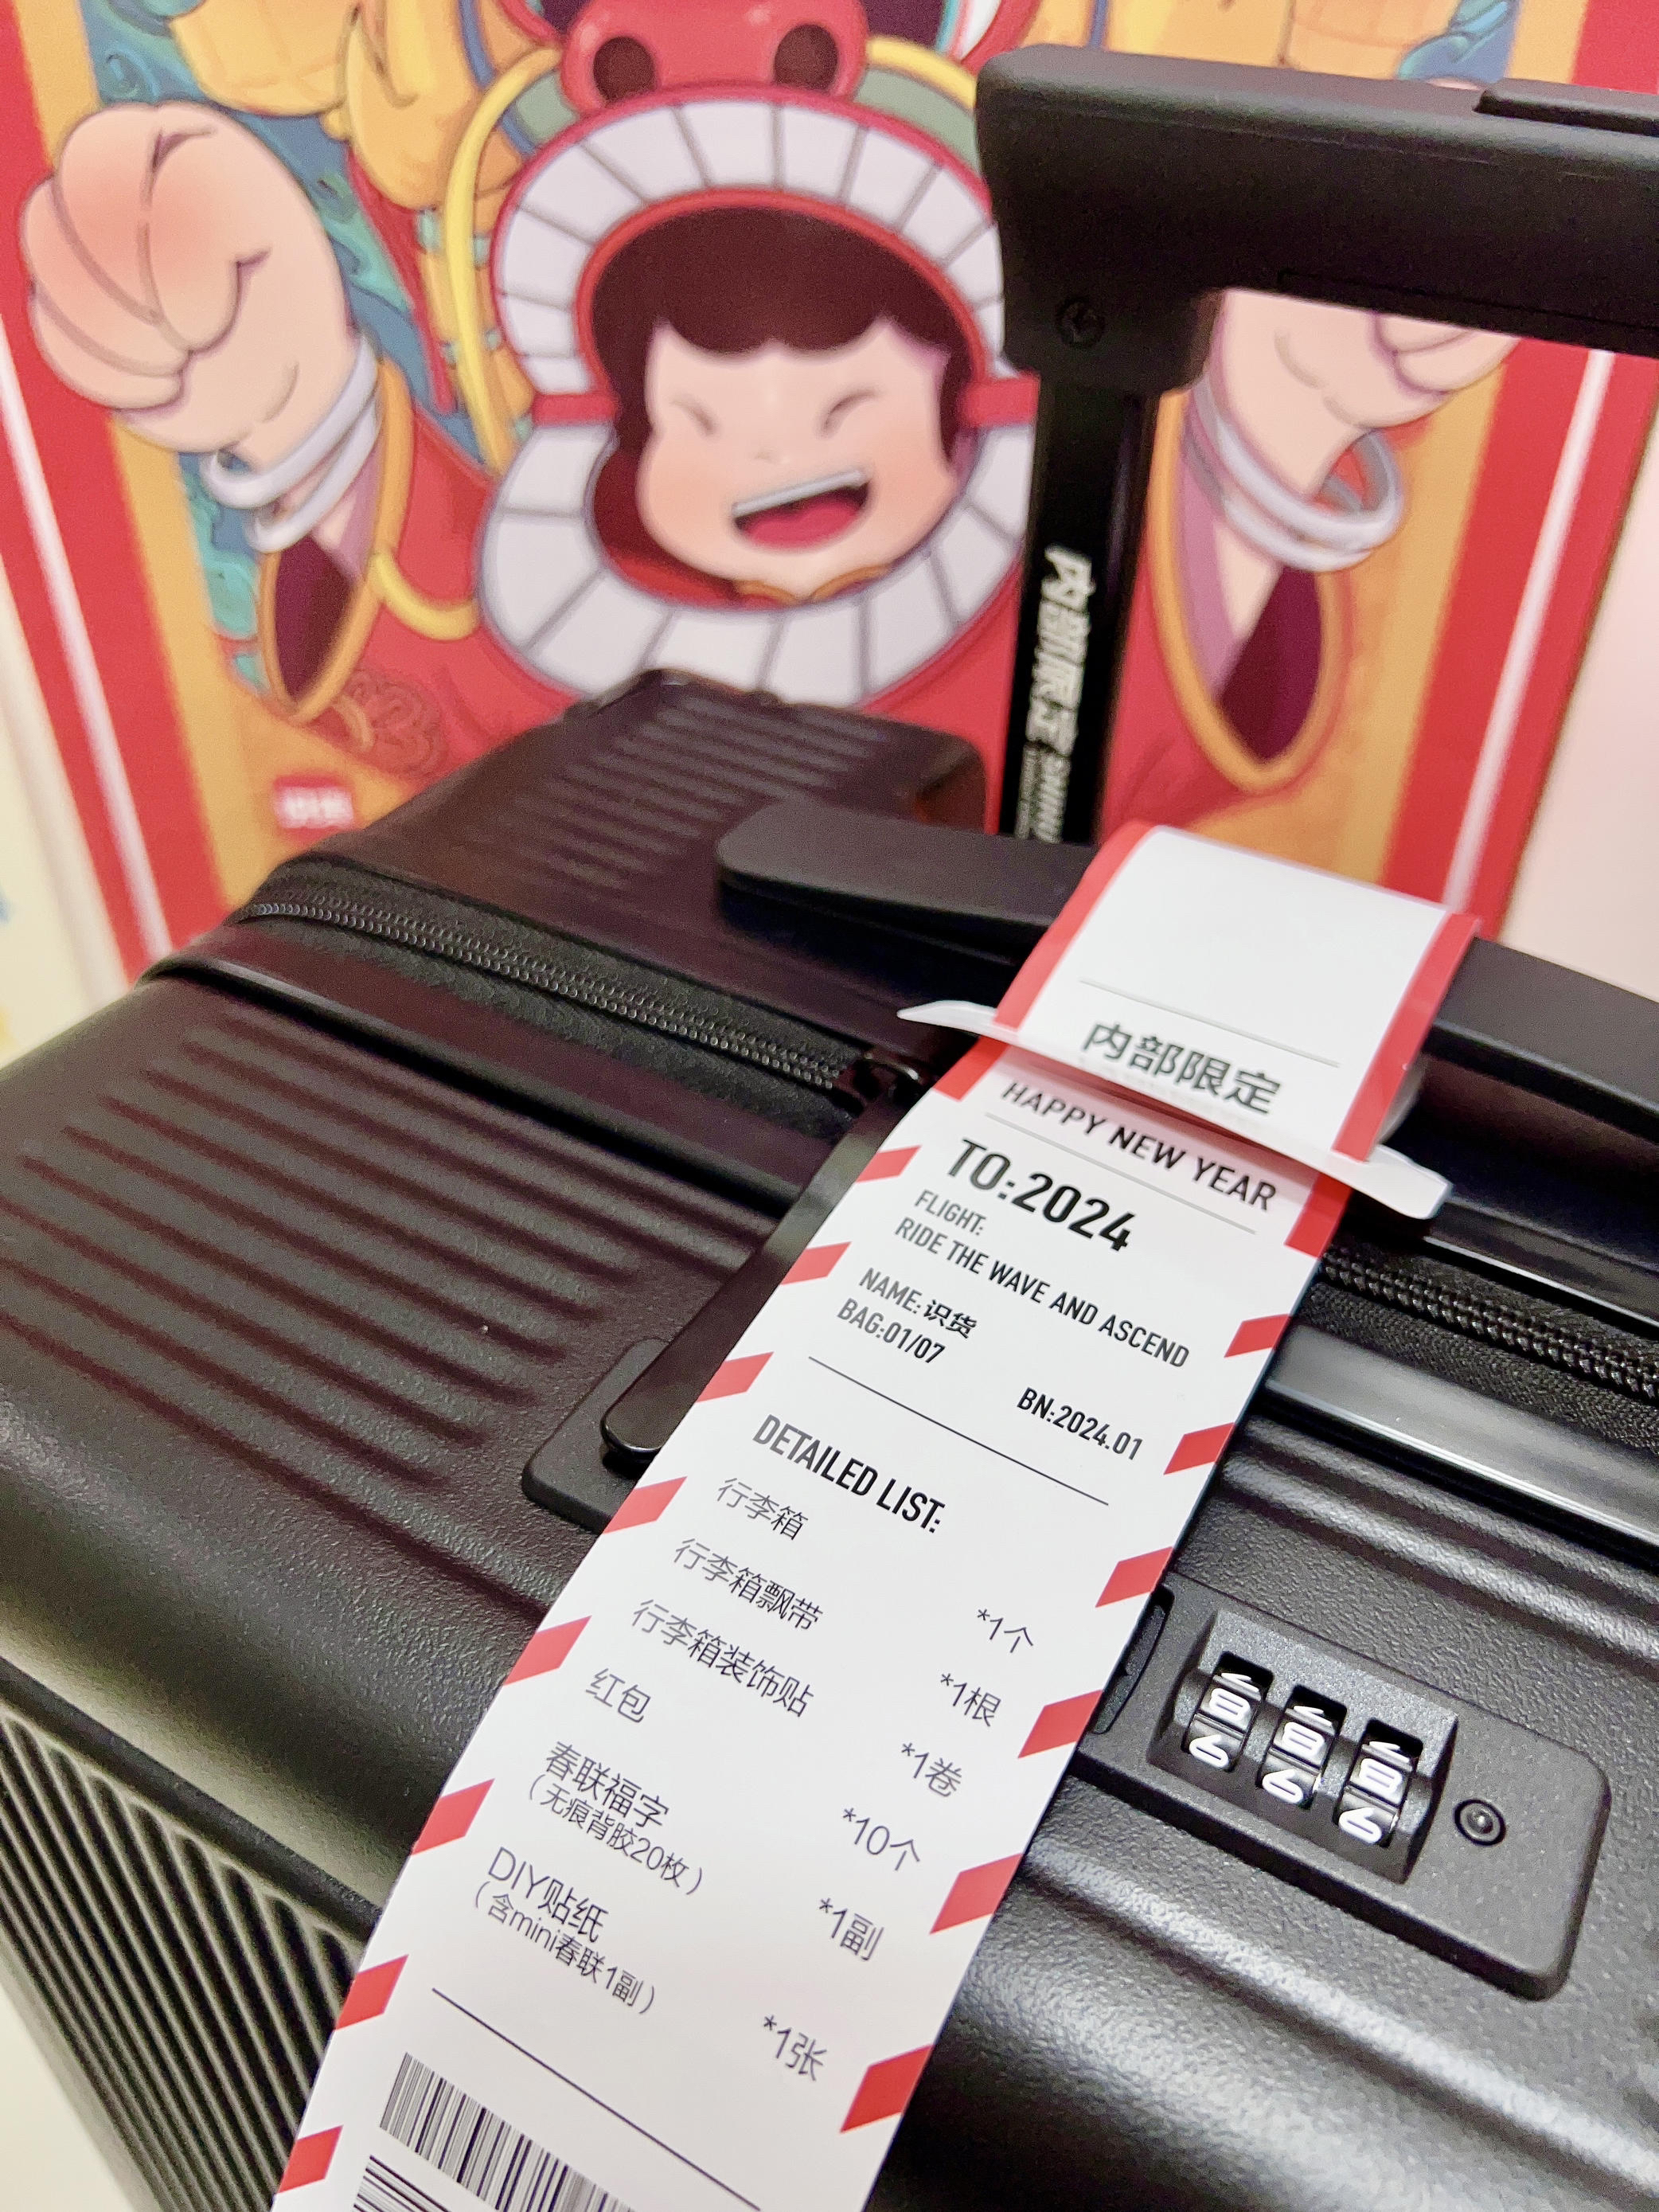 内部限定
内部限定
HAPPY NEW YEAR
TO:2024
FLIGHT:
RIDE THE WAVE AND ASCEND
NAME:识货
BAG:01/07
BN:2024.01
DETAILED LIST:
行李箱 *1个
行李箱飘带 *1根
行李箱装饰贴 *1卷
红包 *10个
春联福字 *1副
(无痕背胶20枚)
DIY贴纸 *1张
(含mini春联1副)